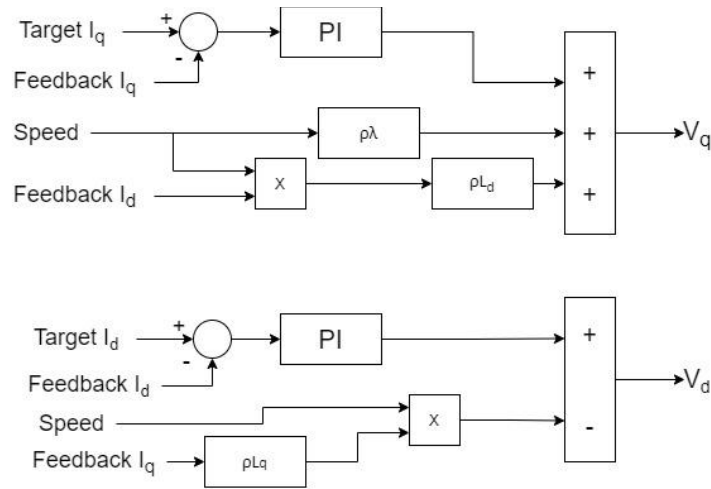 Target I_q + - PI
Feedback I_q +
Speed ρλ + V_q
Feedback I_d X ρL_d +
Target I_d + - PI +
Feedback I_d V_d
Speed X
Feedback I_q ρLq -